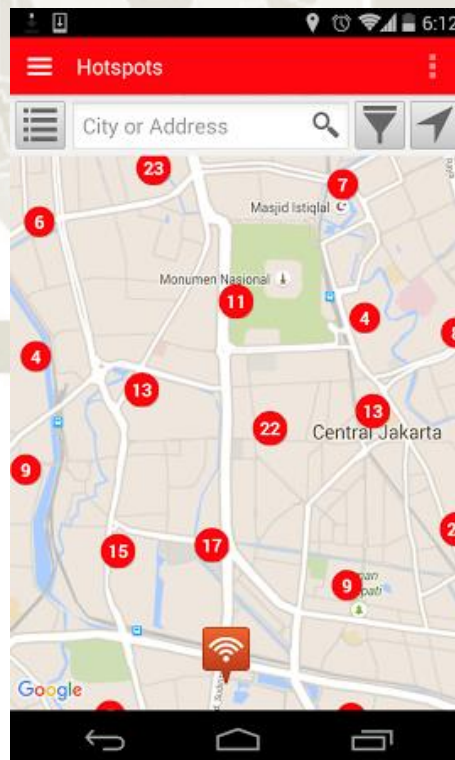 6:12
Hotspots
City or Address
23
7
Masjid Istiqlal
6
Monumen Nasional
11
4
4
13
13
22
Central Jakarta
9
15
17
9
Google